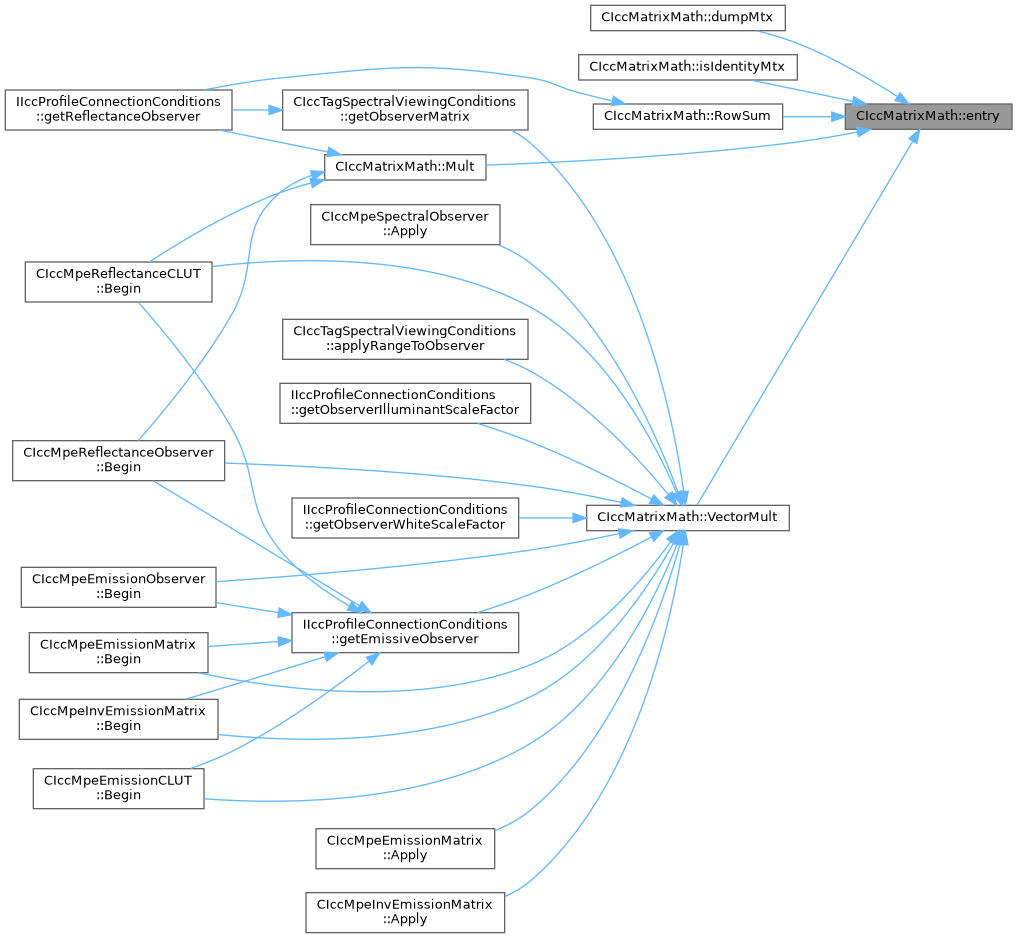 CIccMatrixMath::dumpMtx
CIccMatrixMath::isIdentityMtx
IIccProfileConnectionConditions
::getReflectanceObserver
CIccTagSpectralViewingConditions
::getObserverMatrix
CIccMatrixMath::RowSum
CIccMatrixMath::entry
CIccMatrixMath::Mult
CIccMpeSpectralObserver
::Apply
CIccMpeReflectanceCLUT
::Begin
CIccTagSpectralViewingConditions
::applyRangeToObserver
IIccProfileConnectionConditions
::getObserverIlluminantScaleFactor
CIccMpeReflectanceObserver
::Begin
IIccProfileConnectionConditions
::getObserverWhiteScaleFactor
CIccMatrixMath::VectorMult
CIccMpeEmissionObserver
::Begin
IIccProfileConnectionConditions
::getEmissiveObserver
CIccMpeEmissionMatrix
::Begin
CIccMpeInvEmissionMatrix
::Begin
CIccMpeEmissionCLUT
::Begin
CIccMpeEmissionMatrix
::Apply
CIccMpeInvEmissionMatrix
::Apply